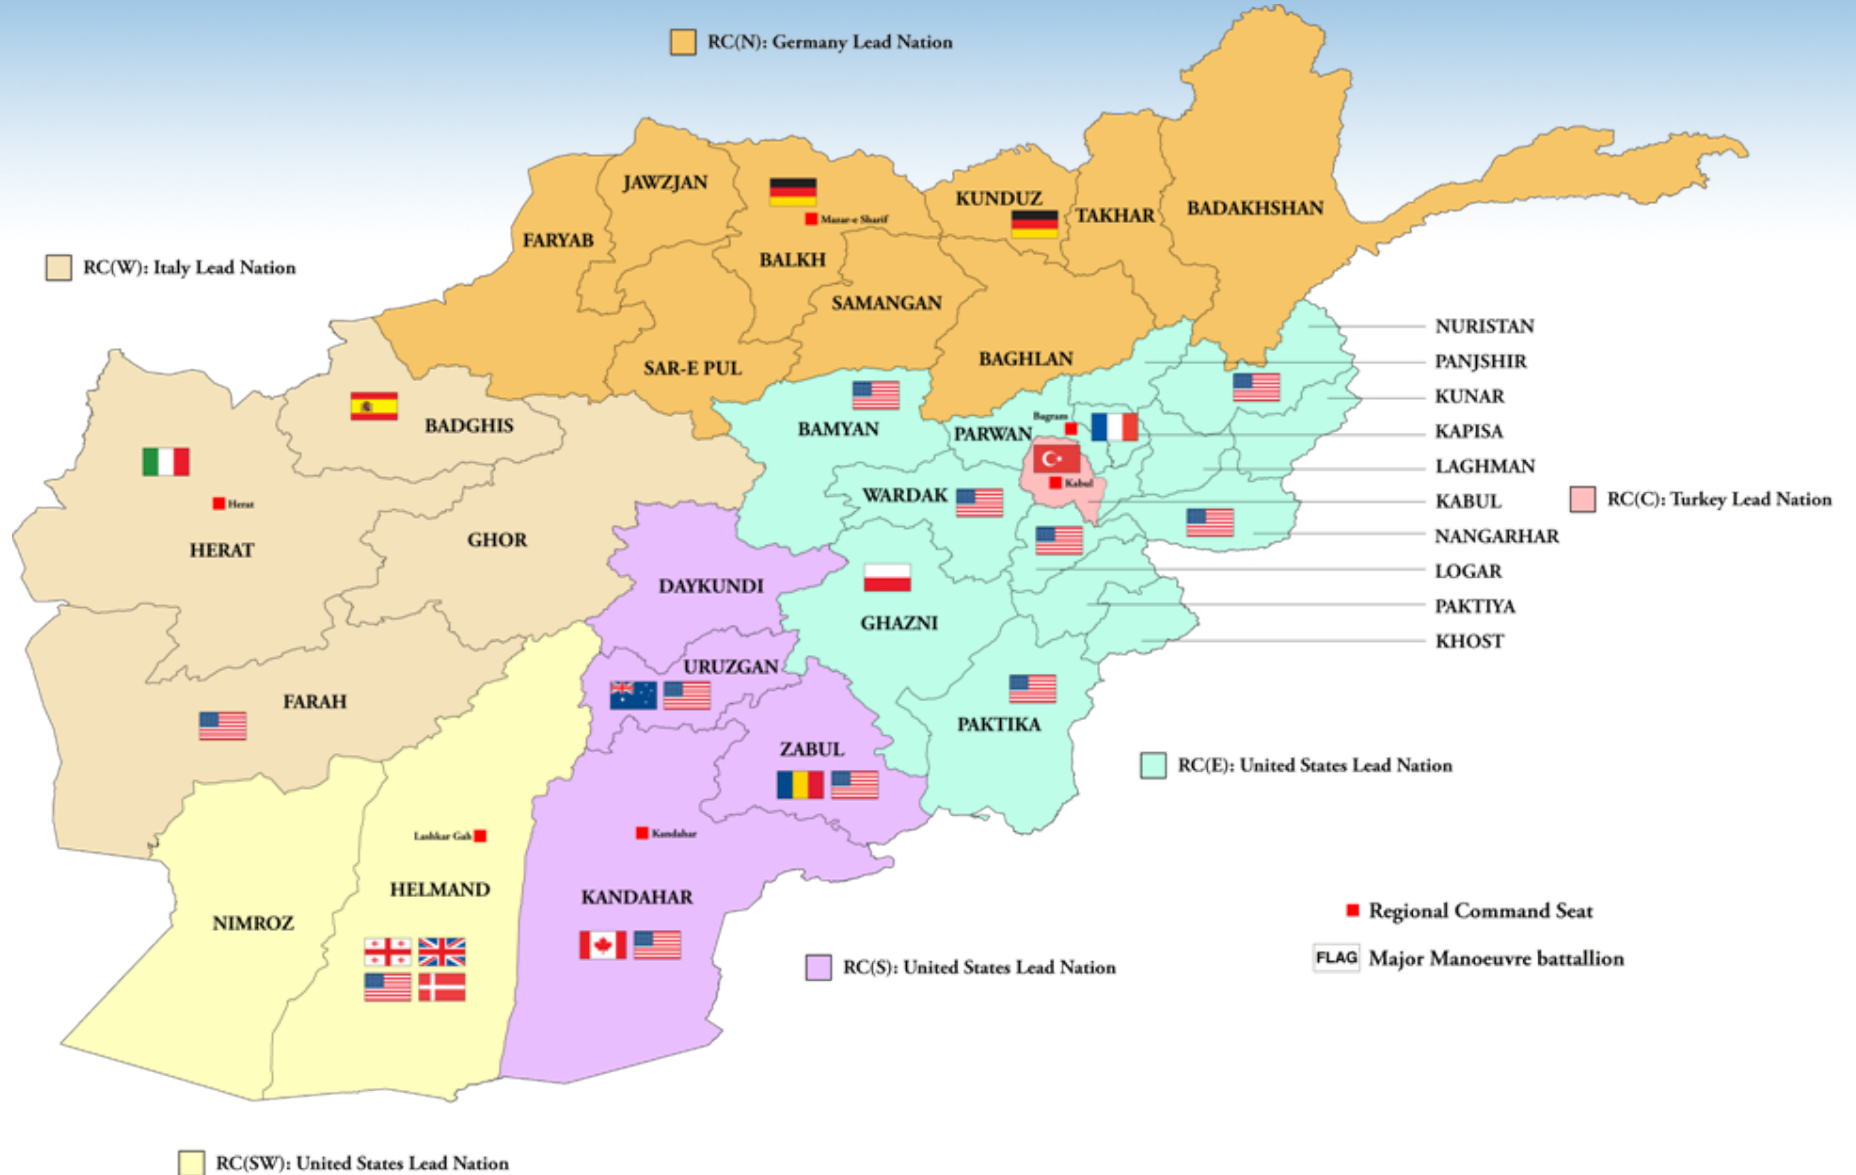 RC(N): Germany Lead Nation
JAWZJAN
KUNDUZ
Mazar-e Sharif
TAKHAR
BADAKHSHAN
FARYAB
BALKH
RC(W): Italy Lead Nation
SAMANGAN
NURISTAN
BAGHLAN
PANJSHIR
SAR-E PUL
KUNAR
Bagram
BADGHIS
BAMYAN
PARWAN
KAPISA
LAGHMAN
Kabul
WARDAK
KABUL
RC(C): Turkey Lead Nation
Herat
NANGARHAR
GHOR
HERAT
LOGAR
DAYKUNDI
PAKTIYA
GHAZNI
KHOST
URUZGAN
FARAH
PAKTIKA
ZABUL
RC(E): United States Lead Nation
Lashkar Gah
Kandahar
HELMAND
KANDAHAR
NIMROZ
Regional Command Seat
FLAG Major Manoeuvre battallion
RC(S): United States Lead Nation
RC(SW): United States Lead Nation